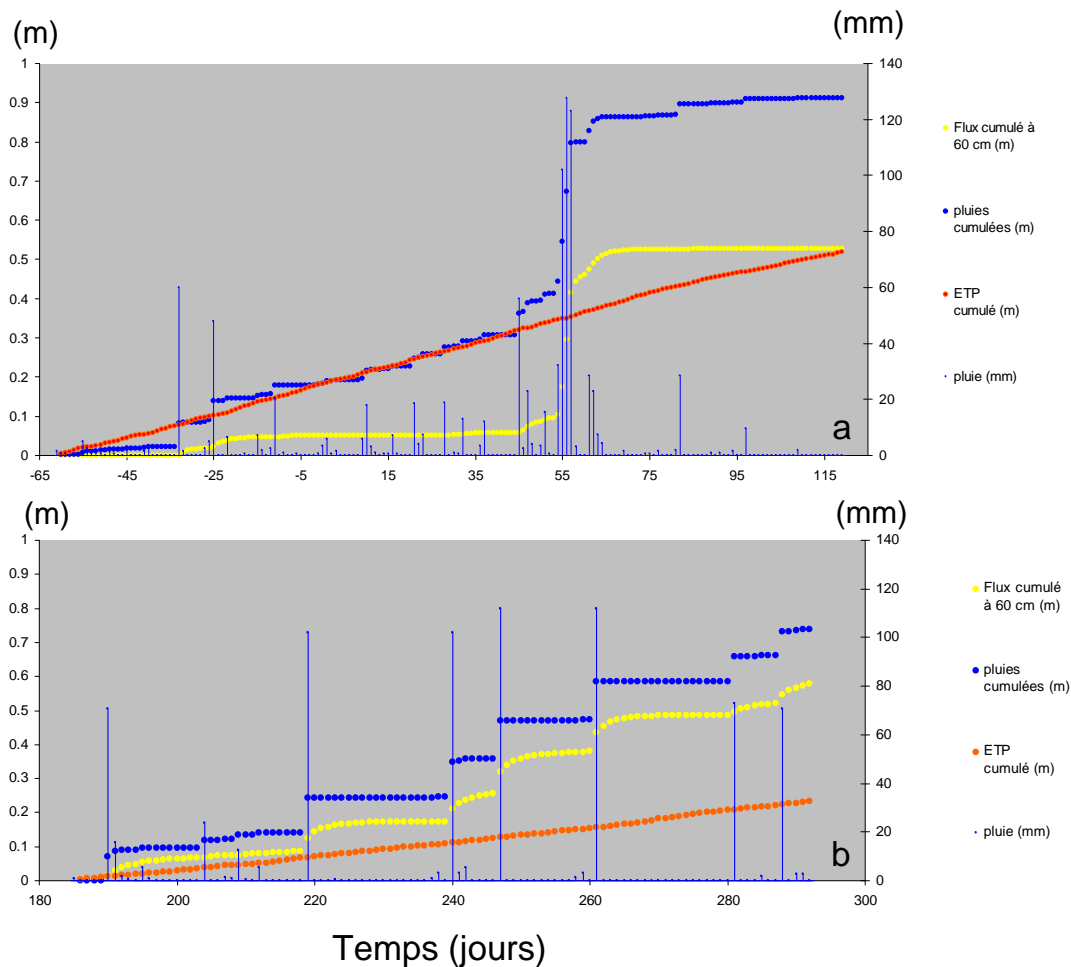 (m)
(mm)
1
0.9
0.8
0.7
0.6
0.5
0.4
0.3
0.2
0.1
0
140
120
100
80
60
40
20
0
-65
-45
-25
-5
15
35
55
75
95
115
a
Flux cumulé à
60 cm (m)
pluies
cumulées (m)
ETP
cumulé (m)
pluie (mm)
(m)
(mm)
1
0.9
0.8
0.7
0.6
0.5
0.4
0.3
0.2
0.1
0
140
120
100
80
60
40
20
0
180
200
220
240
260
280
300
b
Flux cumulé
à 60 cm (m)
pluies
cumulées (m)
ETP
cumulé (m)
pluie (mm)
Temps (jours)